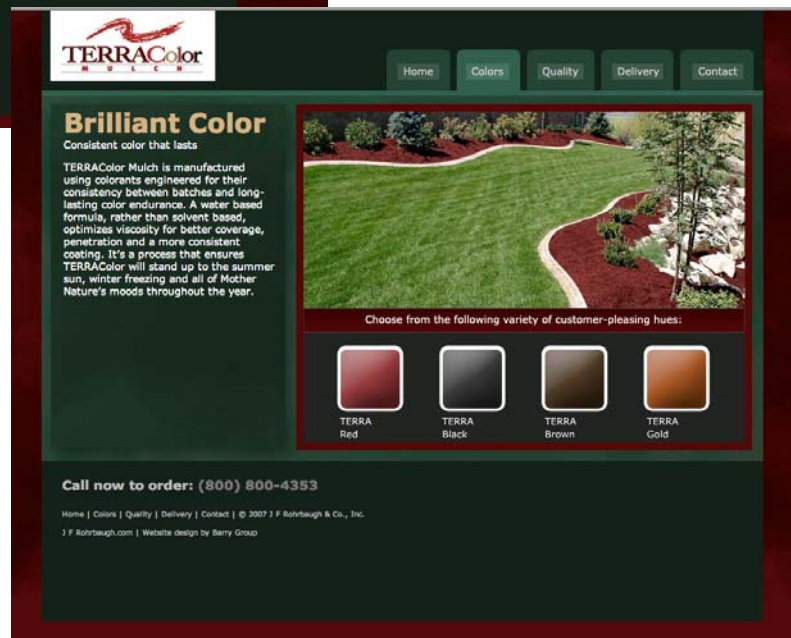 TERRAColor
MULCH
Home
Colors
Quality
Delivery
Contact
Brilliant Color
Consistent color that lasts
TERRAColor Mulch is manufactured
using colorants engineered for their
consistency between batches and long-
lasting color endurance. A water based
formula, rather than solvent based,
optimizes viscosity for better coverage,
penetration and a more consistent
coating. It's a process that ensures
TERRAColor will stand up to the summer
sun, winter freezing and all of Mother
Nature's moods throughout the year.
Choose from the following variety of customer-pleasing hues:
TERRA
Red
TERRA
Black
TERRA
Brown
TERRA
Gold
Call now to order: (800) 800-4353
Home | Colors | Quality | Delivery | Contact | © 2007 J F Rohrbaugh & Co., Inc.
J F Rohrbaugh.com | Website design by Barry Group